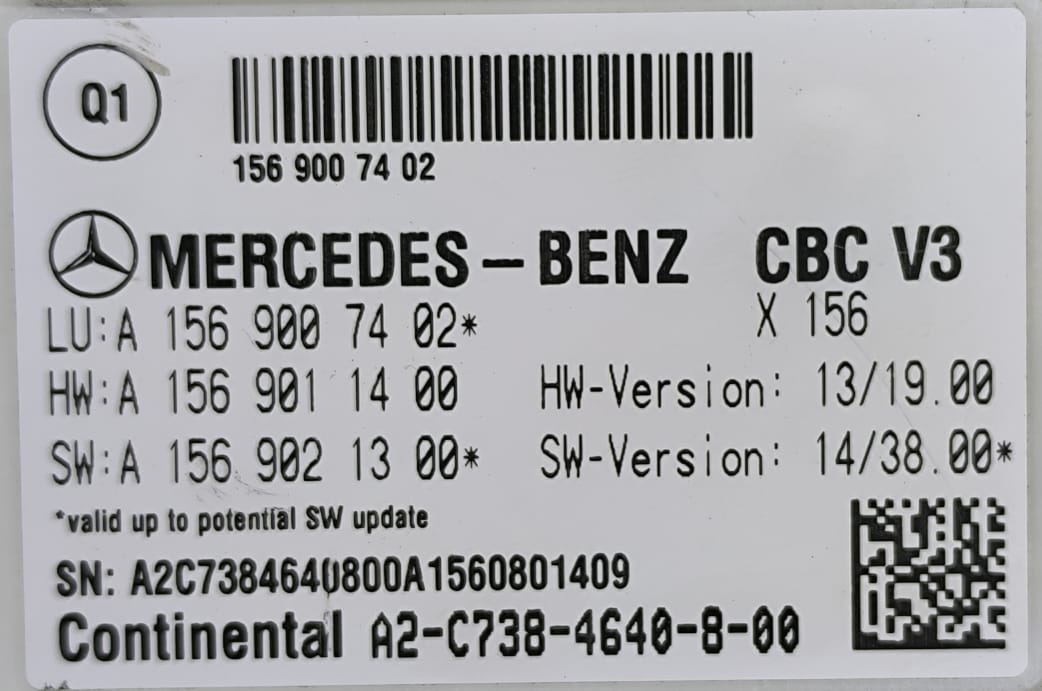 Q1
156 900 74 02
MERCEDES-BENZ CBC V3
LU:A 156 900 74 02* X 156
HW:A 156 901 14 00 HW-Version: 13/19.00
SW:A 156 902 13 00* SW-Version: 14/38.00*
*valid up to potential SW update
SN: A2C7384640800A1560801409
Continental A2-C738-4640-8-00